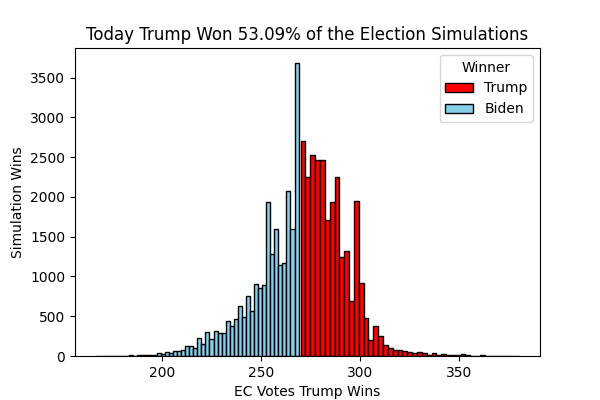 Today Trump Won 53.09% of the Election Simulations
Winner
Trump
Biden
3500
3000
2500
2000
1500
1000
500
0
Simulation Wins
200
250
300
350
EC Votes Trump Wins